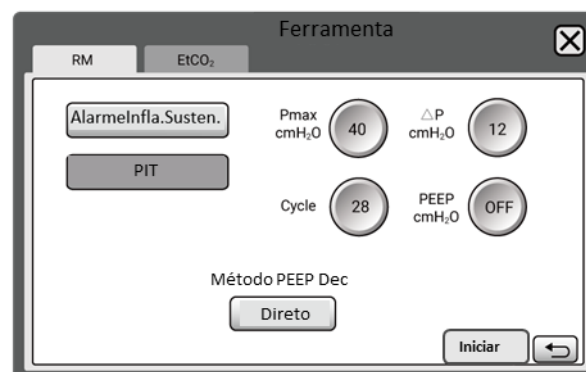 Ferramenta
RM
EtCO₂
AlarmeInfla.Susten.
PIT
Pmax
cmH₂O
40
△P
cmH₂O
12
Cycle
28
PEEP
cmH₂O
OFF
Método PEEP Dec
Direto
Iniciar